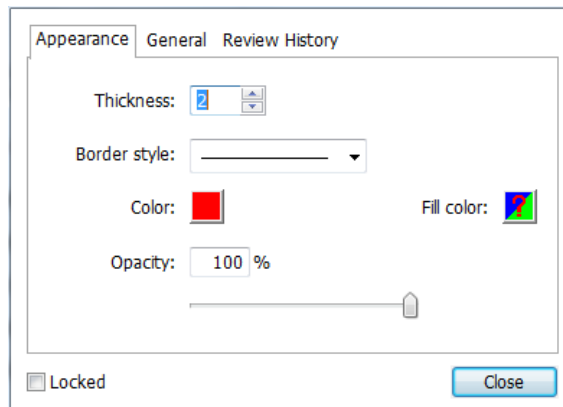 Appearance General Review History
Thickness: 2
Border style:
Color: Fill color: ?
Opacity: 100 %
Locked Close